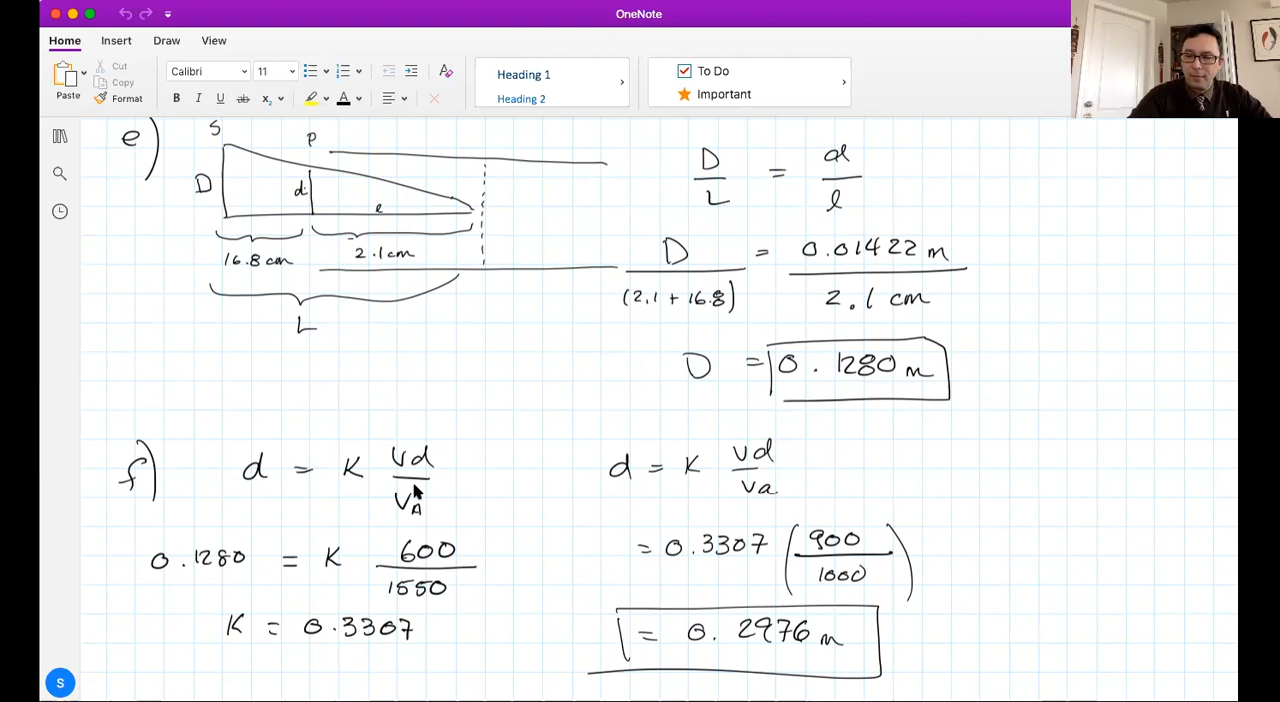 OneNote
Home Insert Draw View
Paste
Cut
Copy
Format
Calibri 11
B I U ab x₂ A
Heading 1
Heading 2
To Do
Important
e)
S
P
D
d
l
16.8 cm
2.1 cm
L
D/L = d/l
D/(2.1 + 16.8) = 0.01422 m/2.1 cm
D = 0.1280 m
f)
d = K Vd/VA
0.1280 = K 600/1550
K = 0.3307
d = K Vd/Va
= 0.3307 (900/1000)
= 0.2976 m
S